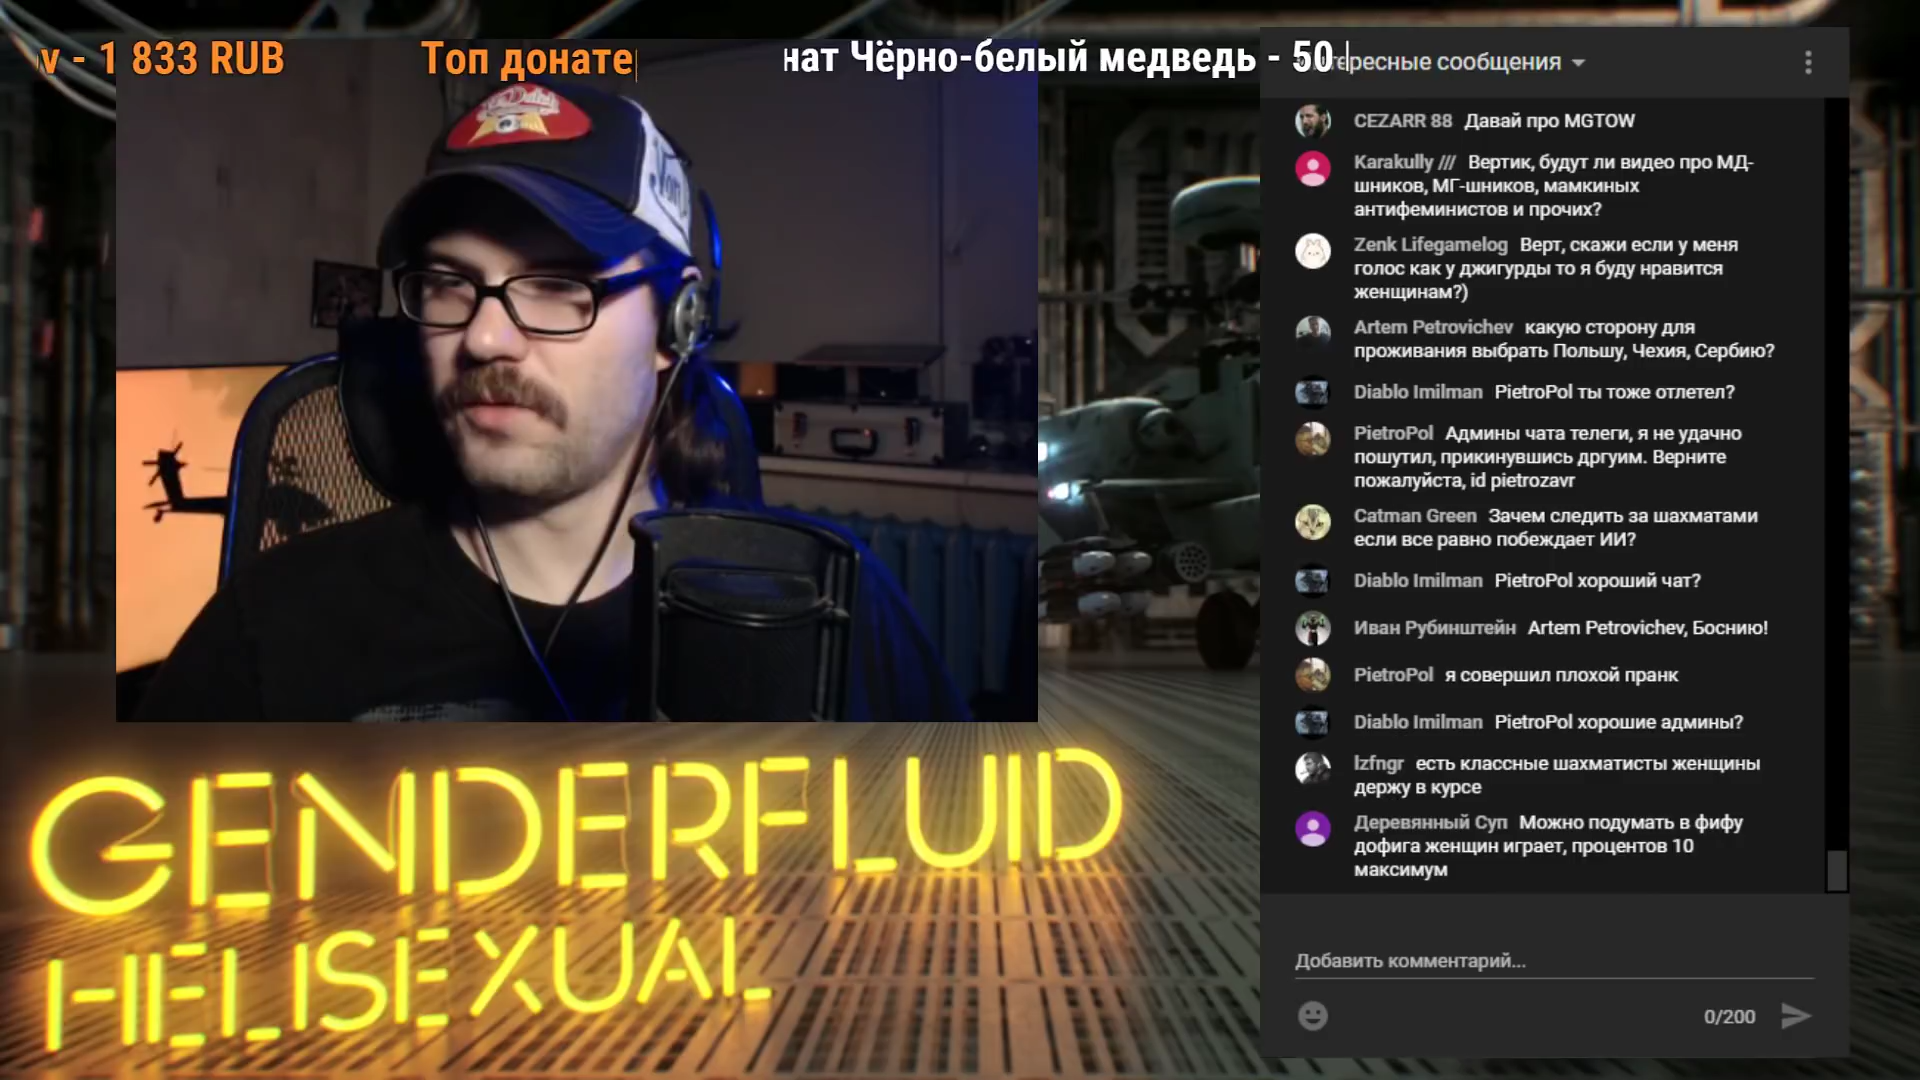 v - 1 833 RUB
Топ донате
нат Чёрно-белый медведь - 50
ресные сообщения
Von
CEZARR 88 Давай про MGTOW
Karakully /// Вертик, будут ли видео про МД-
шников, МГ-шников, мамкиных
антифеминистов и прочих?
Zenk Lifegamelog Верт, скажи если у меня
голос как у джигурды то я буду нравится
женщинам?)
Artem Petrovichev какую сторону для
проживания выбрать Польшу, Чехия, Сербию?
Diablo Imilman PietroPol ты тоже отлетел?
PietroPol Админы чата телеги, я не удачно
пошутил, прикинувшись дргуим. Верните
пожалуйста, id pietrozavr
Catman Green Зачем следить за шахматами
если все равно побеждает ИИ?
Diablo Imilman PietroPol хороший чат?
Иван Рубинштейн Artem Petrovichev, Боснию!
PietroPol я совершил плохой пранк
Diablo Imilman PietroPol хорошие админы?
lzfngr есть классные шахматисты женщины
держу в курсе
Деревянный Суп Можно подумать в фифу
дофига женщин играет, процентов 10
максимум
Добавить комментарий...
0/200
GENDERFLUID
HELISEXUAL